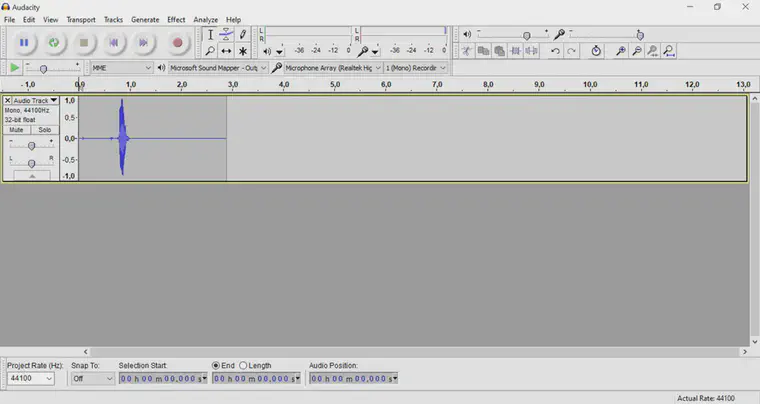 Audacity
File Edit View Transport Tracks Generate Effect Analyze Help
L
R
-36 -24 -12 0
L
R
-36 -24 -12 0
MME
Microsoft Sound Mapper - Outp
Microphone Array (Realtek Hig
1 (Mono) Recordin
-1,0 0,0 1,0 2,0 3,0 4,0 5,0 6,0 7,0 8,0 9,0 10,0 11,0 12,0 13,0
Audio Track
Mono, 44100Hz
32-bit float
Mute Solo
- +
L R
1,0
0,5
0,0
-0,5
-1,0
Project Rate (Hz): Snap To: Selection Start: End Length Audio Position:
44100 Off 00 h 00 m 00,000 s 00 h 00 m 00,000 s 00 h 00 m 00,000 s
Actual Rate: 44100